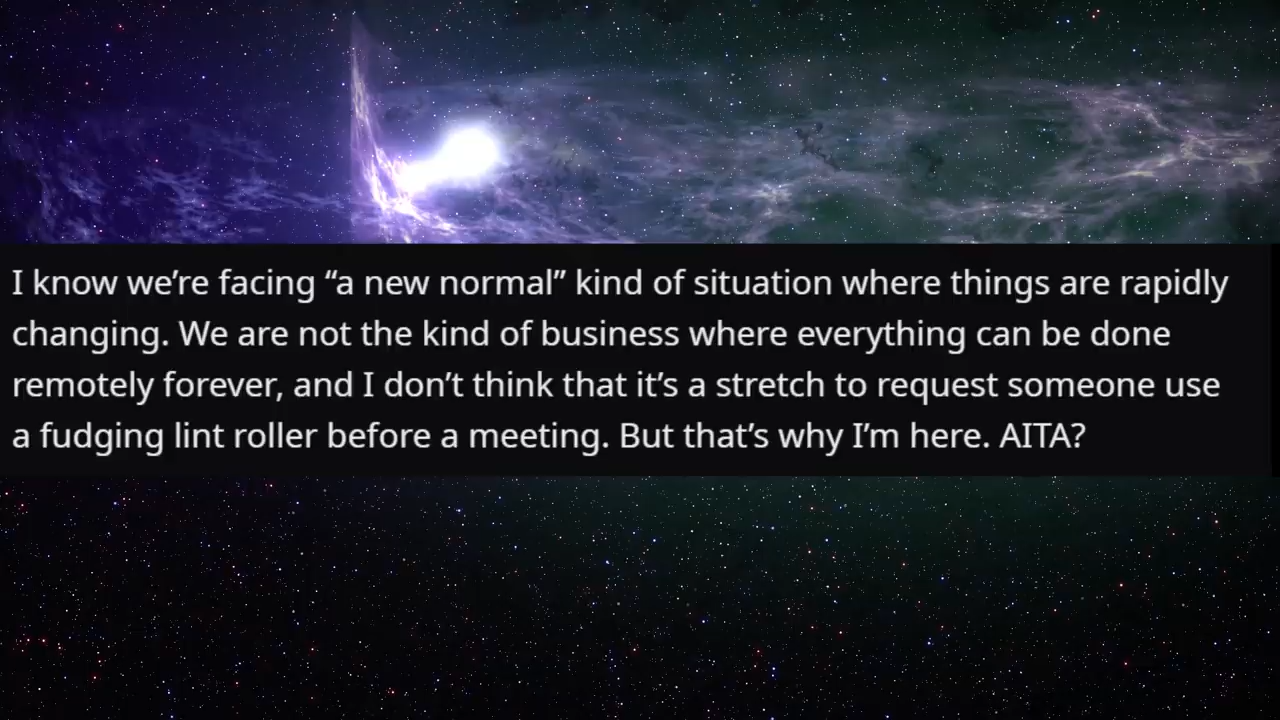 I know we’re facing “a new normal” kind of situation where things are rapidly
changing. We are not the kind of business where everything can be done
remotely forever, and I don’t think that it’s a stretch to request someone use
a fudging lint roller before a meeting. But that’s why I’m here. AITA?